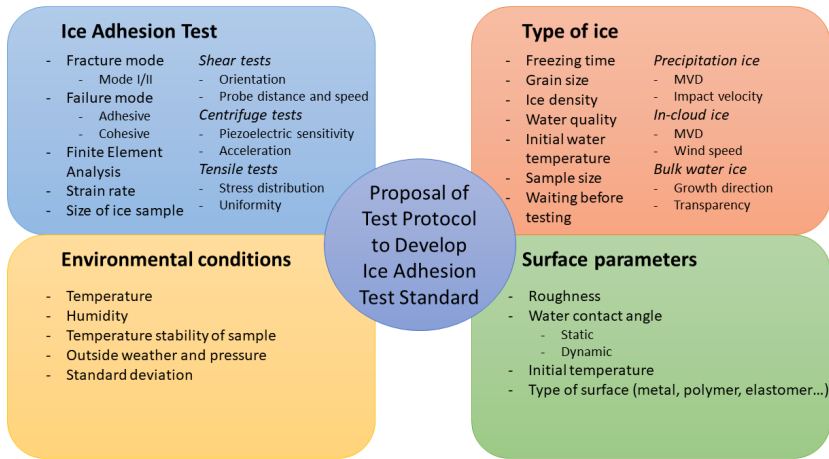 Ice Adhesion Test
- Fracture mode
- Mode I/II
- Failure mode
- Adhesive
- Cohesive
- Finite Element
Analysis
- Strain rate
- Size of ice sample
Shear tests
- Orientation
- Probe distance and speed
Centrifuge tests
- Piezoelectric sensitivity
- Acceleration
Tensile tests
- Stress distribution
- Uniformity
Type of ice
- Freezing time
- Grain size
- Ice density
- Water quality
- Initial water
temperature
- Sample size
- Waiting before
testing
Precipitation ice
- MVD
- Impact velocity
In-cloud ice
- MVD
- Wind speed
Bulk water ice
- Growth direction
- Transparency
Proposal of
Test Protocol
to Develop
Ice Adhesion
Test Standard
Environmental conditions
- Temperature
- Humidity
- Temperature stability of sample
- Outside weather and pressure
- Standard deviation
Surface parameters
- Roughness
- Water contact angle
- Static
- Dynamic
- Initial temperature
- Type of surface (metal, polymer, elastomer...)